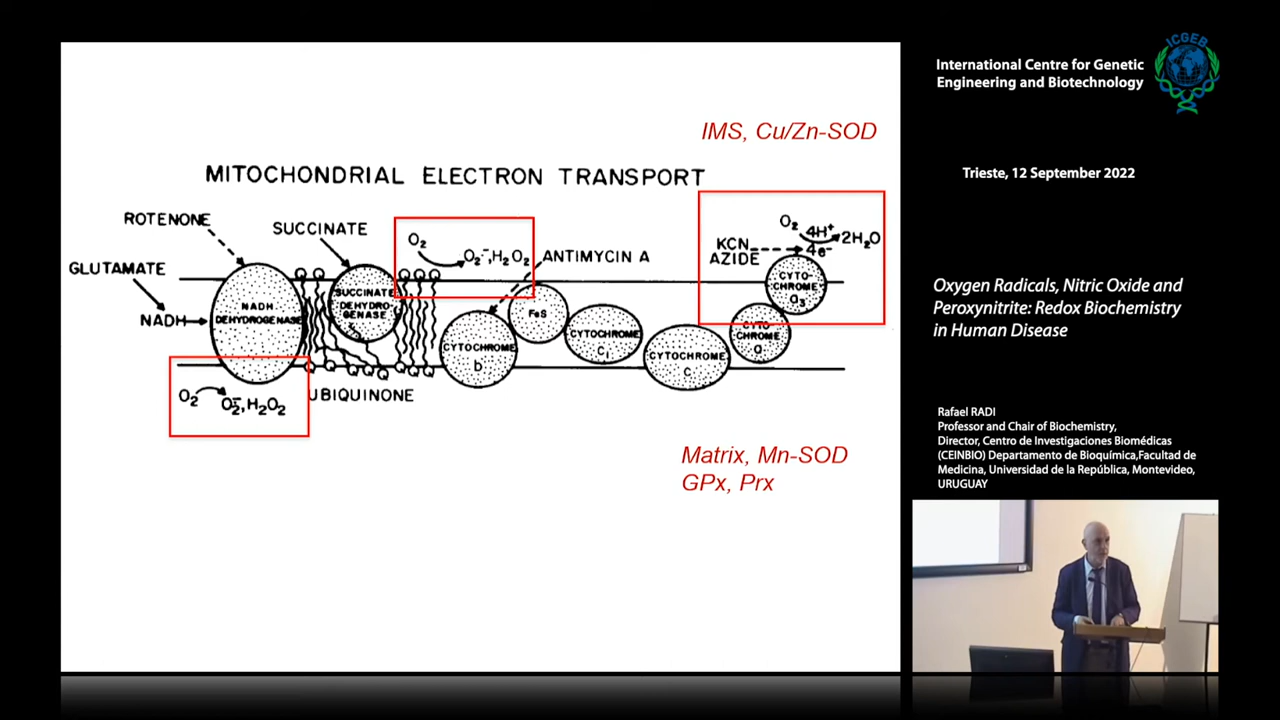 IMS, Cu/Zn-SOD
MITOCHONDRIAL ELECTRON TRANSPORT
ROTENONE
SUCCINATE
GLUTAMATE
NADH
NADH
DEHYDROGENASE
SUCCINATE
DEHYDRO-
GENASE
O₂
O₂⁻, H₂O₂
ANTIMYCIN A
KCN
AZIDE
O₂
4H⁺
4e⁻
2H₂O
CYTO-
CHROME
a₃
FeS
CYTOCHROME
b
CYTOCHROME
C₁
CYTOCHROME
C
CYTO-
CHROME
a
O₂
O₂⁻, H₂O₂
UBIQUINONE
Matrix, Mn-SOD
GPx, Prx
International Centre for Genetic
Engineering and Biotechnology
ICGEB
Trieste, 12 September 2022
Oxygen Radicals, Nitric Oxide and
Peroxynitrite: Redox Biochemistry
in Human Disease
Rafael RADI
Professor and Chair of Biochemistry,
Director, Centro de Investigaciones Biomédicas
(CEINBIO) Departamento de Bioquímica,Facultad de
Medicina, Universidad de la República, Montevideo,
URUGUAY